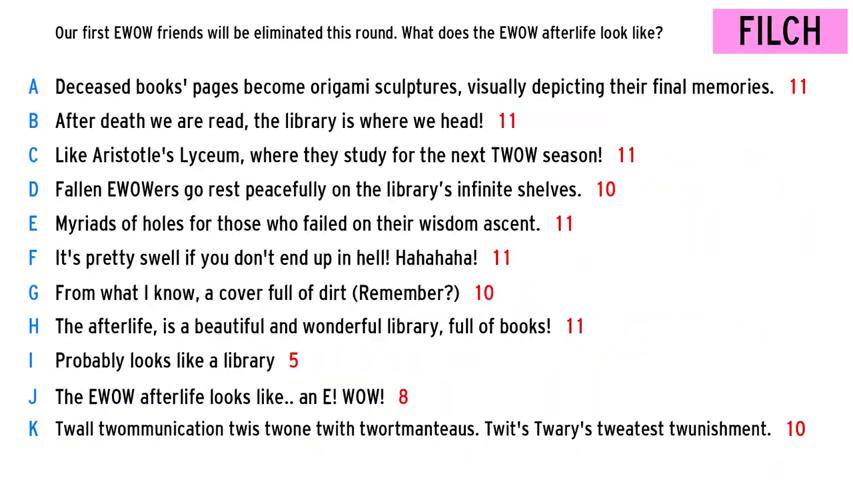 Our first EWOW friends will be eliminated this round. What does the EWOW afterlife look like?
FILCH
A Deceased books' pages become origami sculptures, visually depicting their final memories. 11
B After death we are read, the library is where we head! 11
C Like Aristotle's Lyceum, where they study for the next TWOW season! 11
D Fallen EWOWers go rest peacefully on the library’s infinite shelves. 10
E Myriads of holes for those who failed on their wisdom ascent. 11
F It's pretty swell if you don't end up in hell! Hahahaha! 11
G From what I know, a cover full of dirt (Remember?) 10
H The afterlife, is a beautiful and wonderful library, full of books! 11
I Probably looks like a library 5
J The EWOW afterlife looks like.. an E! WOW! 8
K Twall twommunication twis twone twith twortmanteaus. Twit's Twary's tweatest twunishment. 10